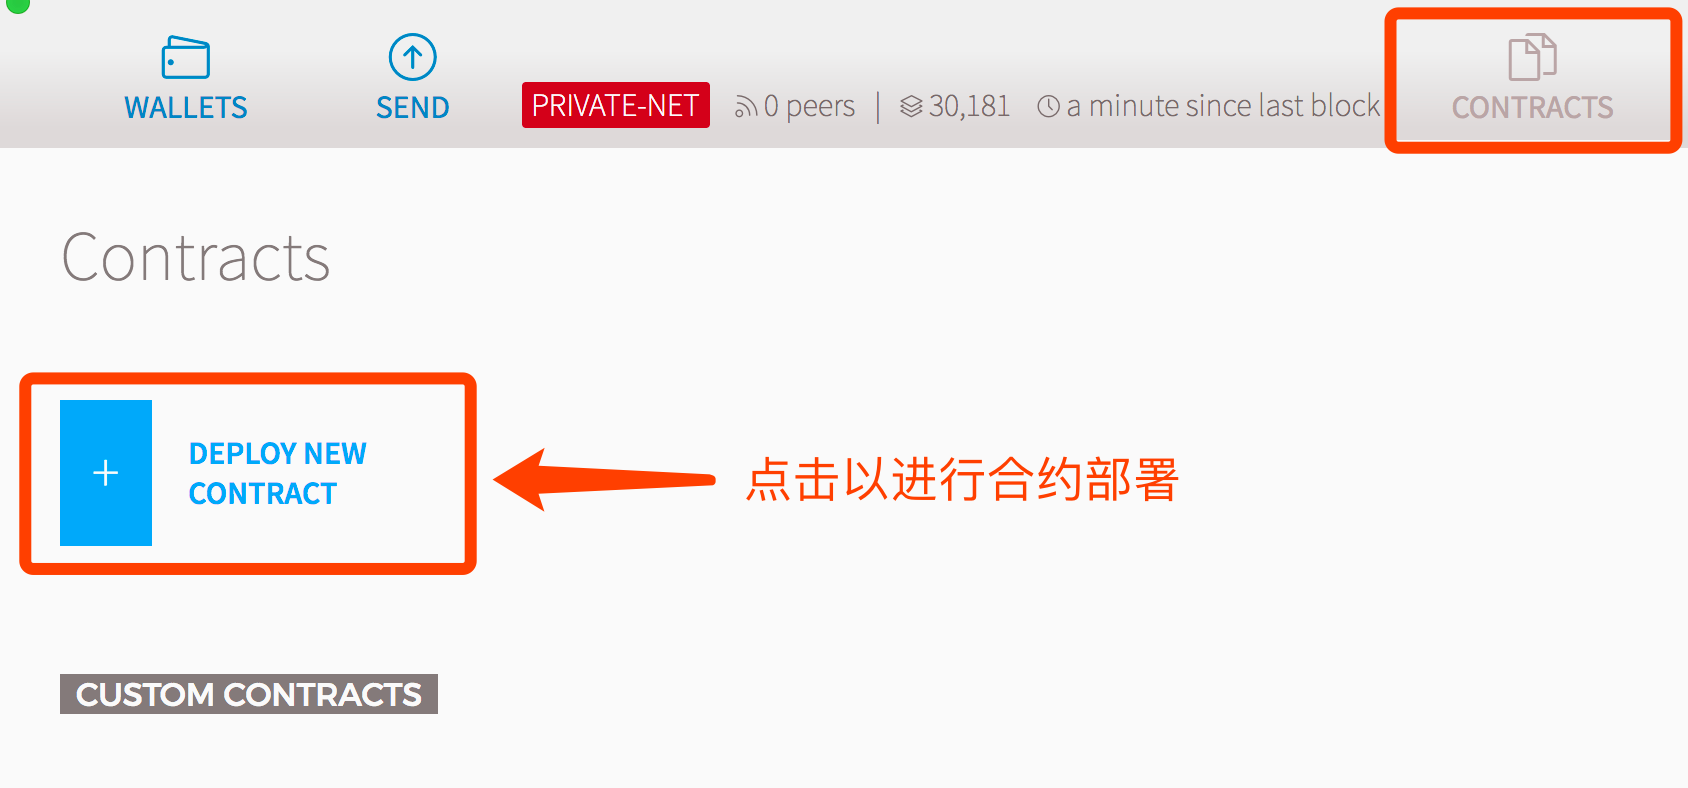 WALLETS
SEND
PRIVATE-NET 0 peers | 30,181 a minute since last block
CONTRACTS
Contracts
DEPLOY NEW
CONTRACT
点击以进行合约部署
CUSTOM CONTRACTS